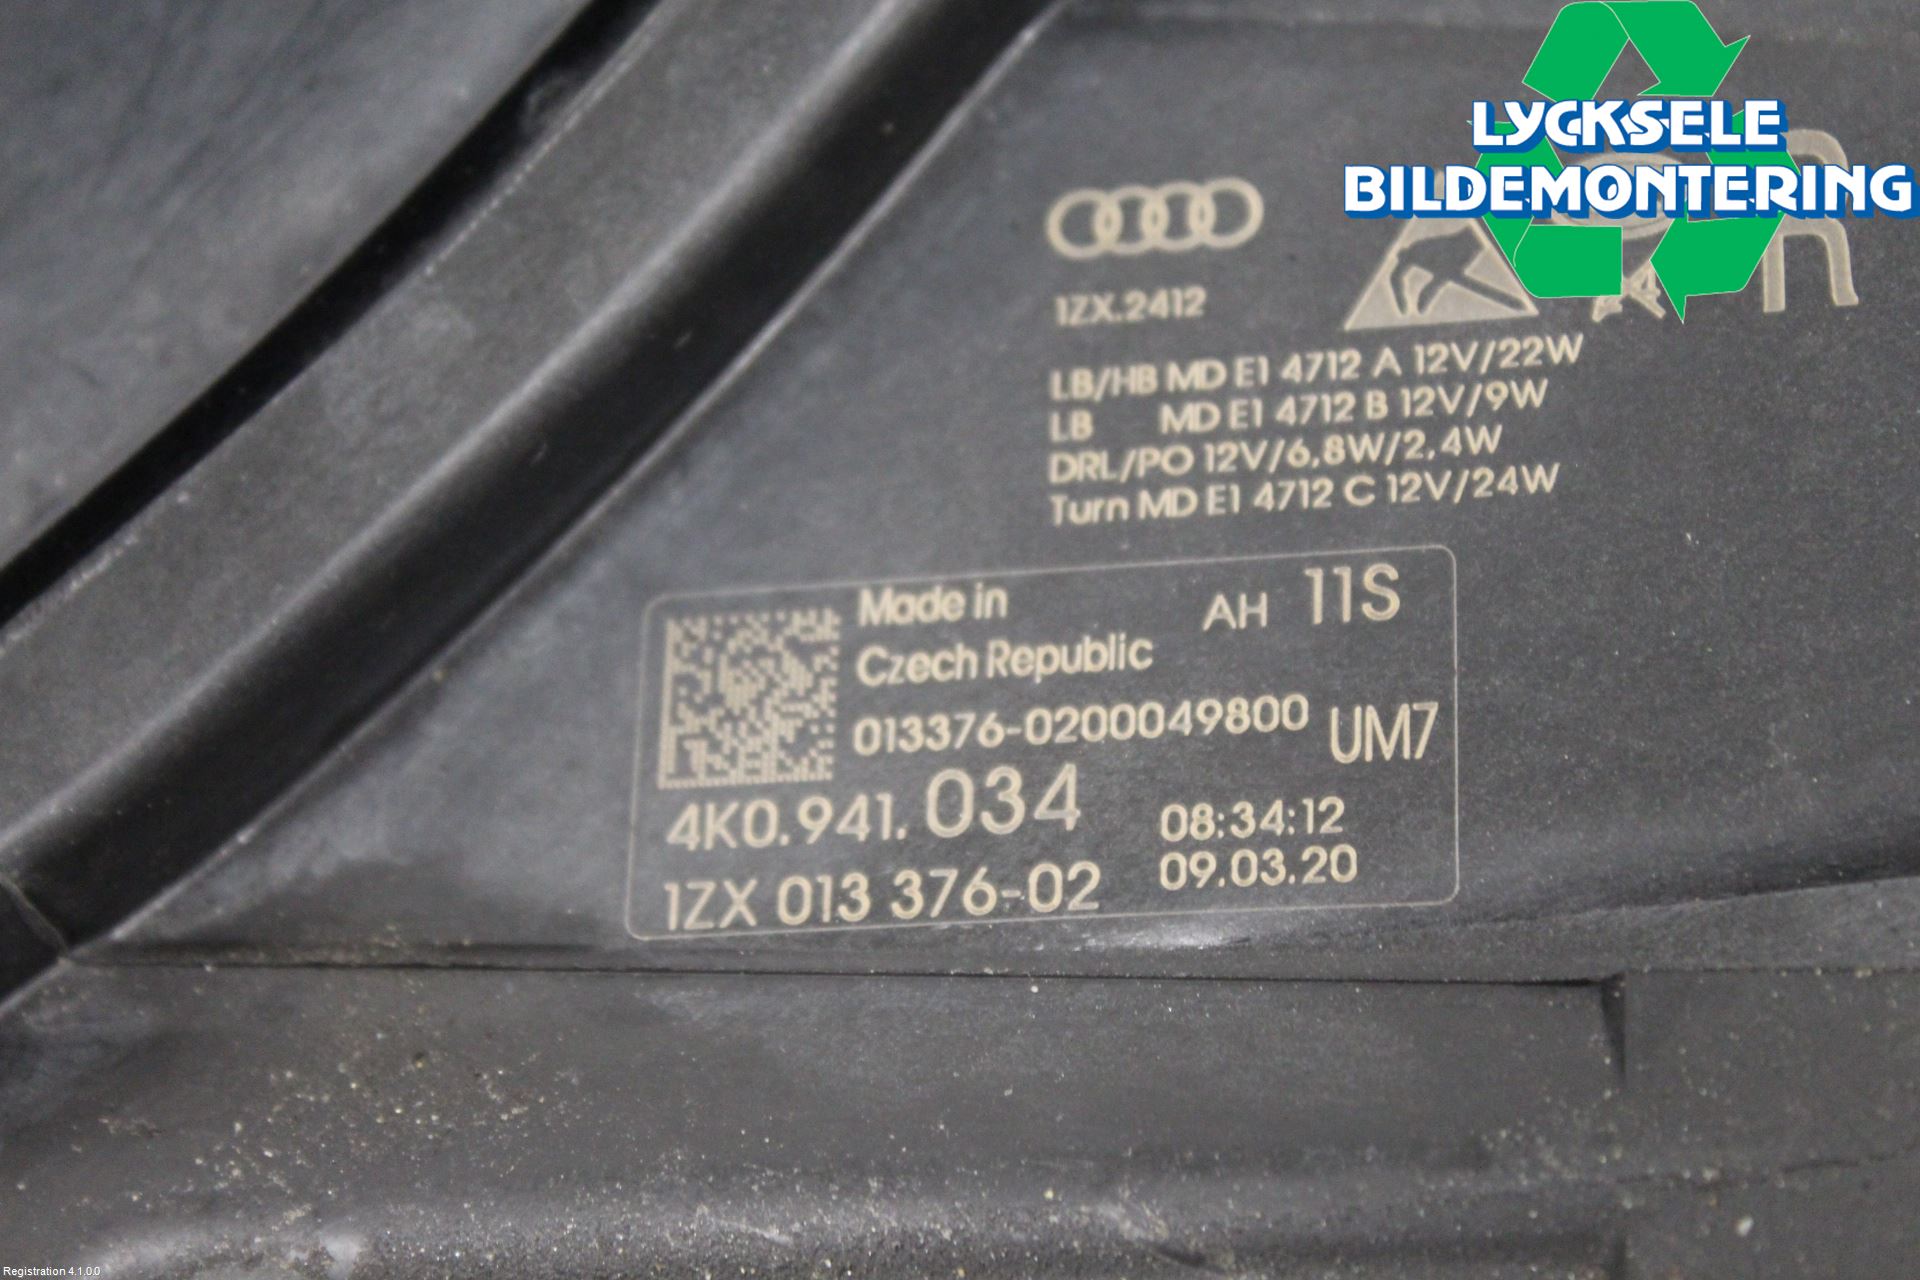 LYCKSELE
BILDEMONTERING
1ZX.2412
LB/HB MD E1 4712 A 12V/22W
LB MD E1 4712 B 12V/9W
DRL/PO 12V/6,8W/2,4W
Turn MD E1 4712 C 12V/24W
Made in
Czech Republic
AH 11S
013376-0200049800 UM7
4K0.941.034
08:34:12
1ZX 013 376-02
09.03.20
Registration 4.1.0.0